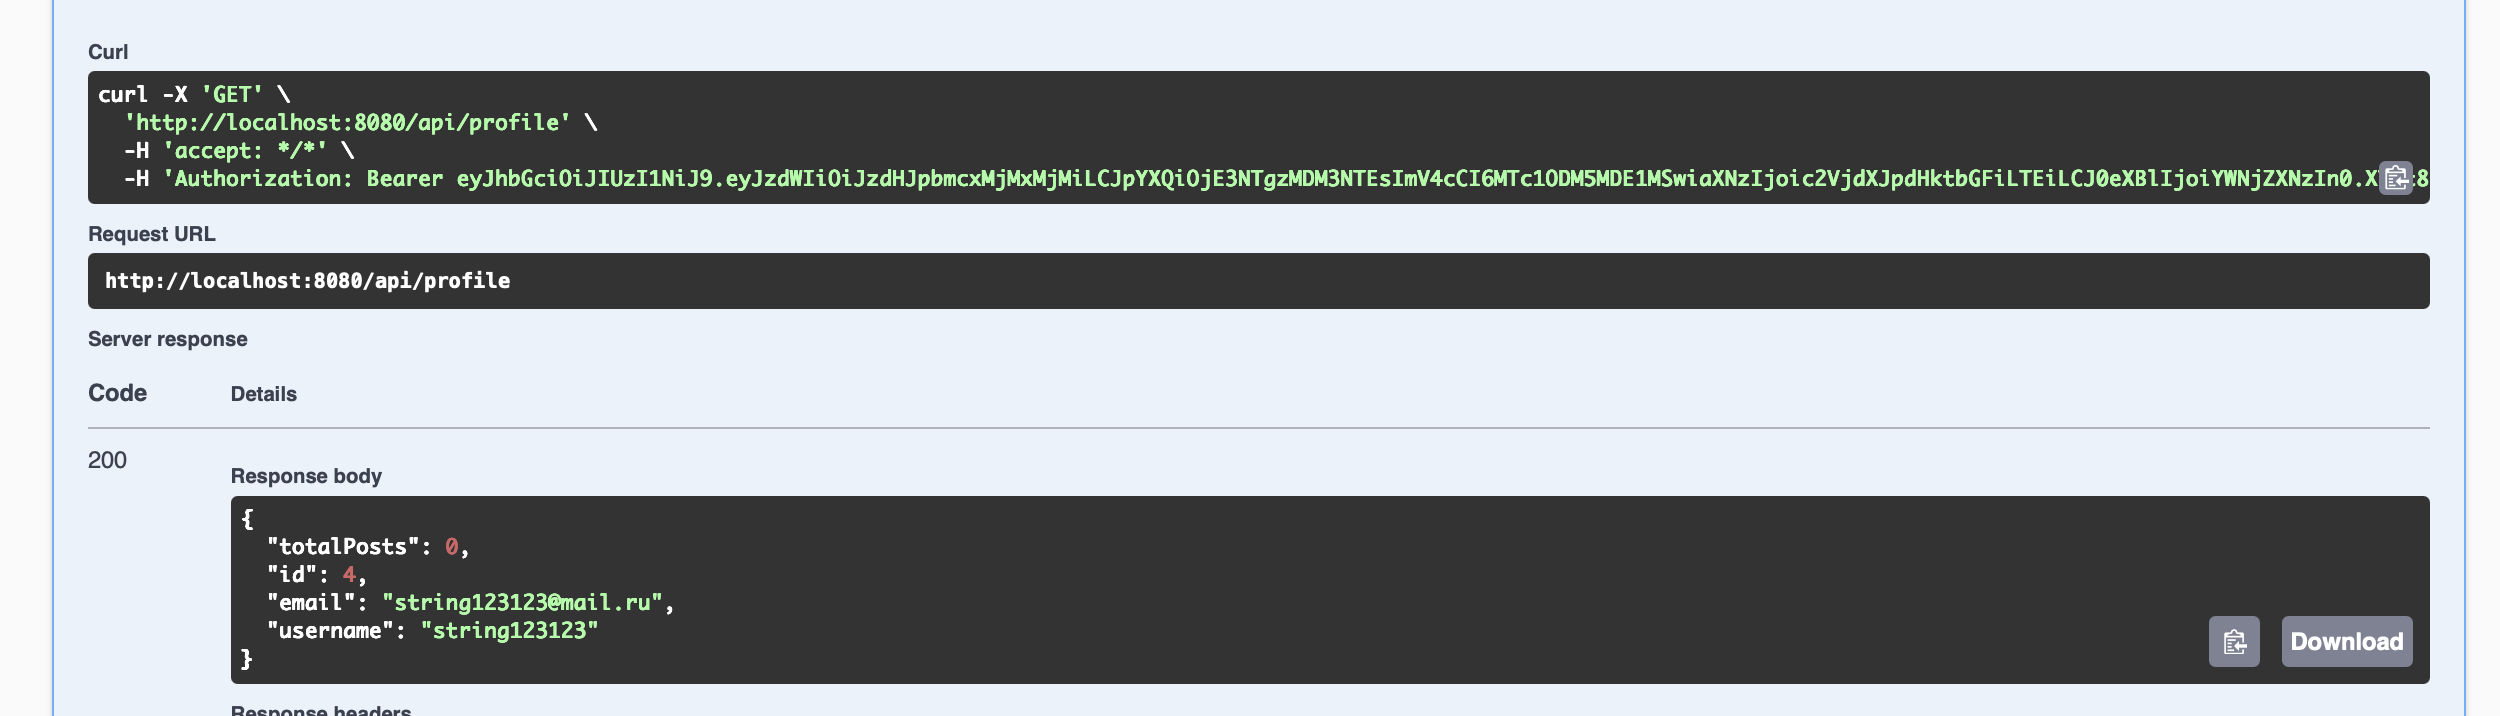 Curl
curl -X 'GET' \
'http://localhost:8080/api/profile' \
-H 'accept: */*' \
-H 'Authorization: Bearer eyJhbGciOiJIUzI1NiJ9.eyJzdWIiOiJzdHJpbmcxMjMxMjMiLCJpYXQiOjE3NTgzMDM3NTEsImV4cCI6MTc1ODM5MDE1MSwiaXNzIjoic2VjdXJpdHktbGFiLTEiLCJ0eXBlIjoiYWNjZXNzIn0.X
Request URL
http://localhost:8080/api/profile
Server response
Code Details
200
Response body
{
"totalPosts": 0,
"id": 4,
"email": "string123123@mail.ru",
"username": "string123123"
}
Download
Response headers